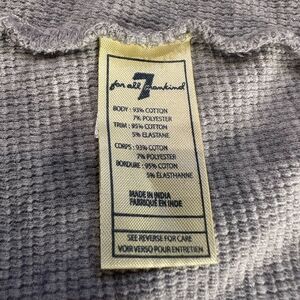 7
for all mankind
BODY : 93% COTTON
7% POLYESTER
TRIM : 95% COTTON
5% ELASTANE
CORPS : 93% COTON
7% POLYESTER
BORDURE : 95% COTON
5% ELASTHANNE
MADE IN INDIA
FABRIQUÉ EN INDE
SEE REVERSE FOR CARE
VOIR VERSO POUR ENTRETIEN